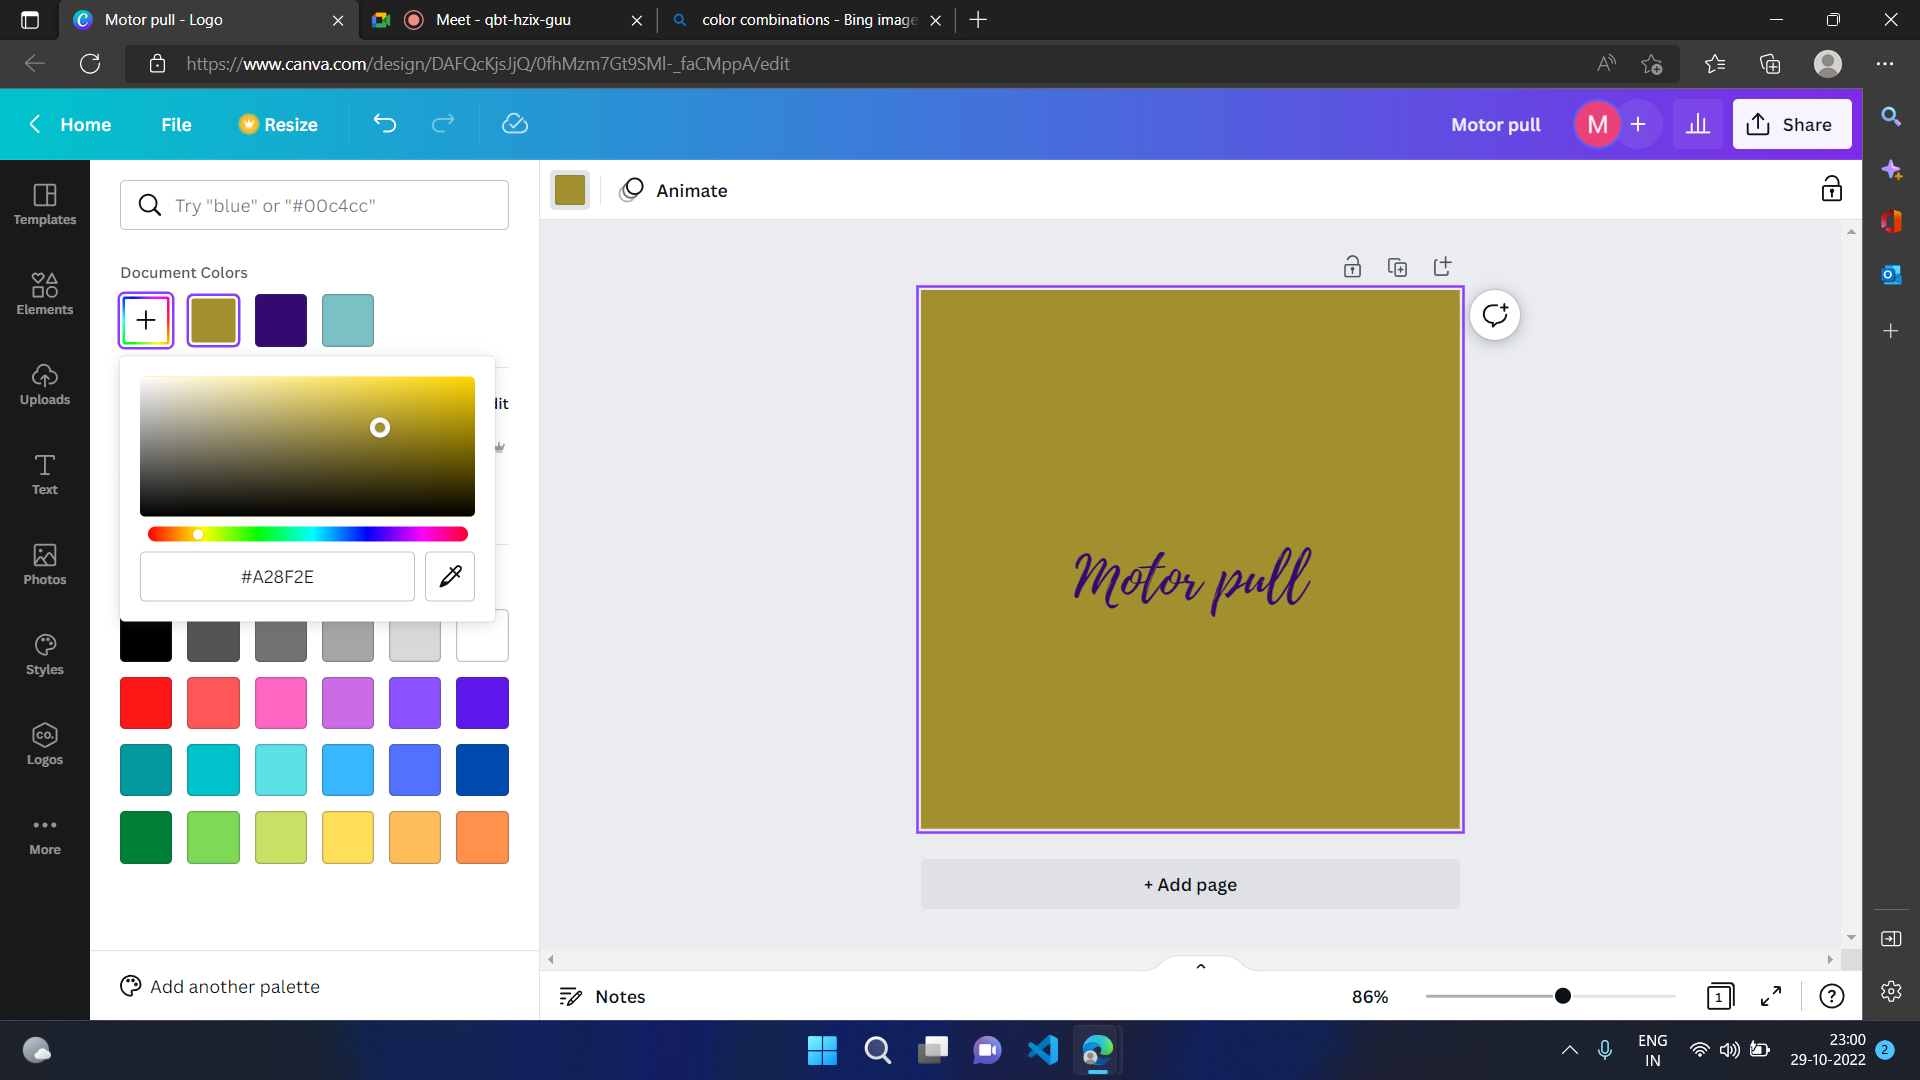 Motor pull - Logo
Meet - qbt-hzix-guu
color combinations - Bing image
https://www.canva.com/design/DAFQcKjsJjQ/0fhMzm7Gt9SMl-_faCMppA/edit
Home
File
Resize
Motor pull
M
Share
Templates
Elements
Uploads
Text
Photos
Styles
CO.
Logos
More
Try "blue" or "#00c4cc"
Document Colors
dit
#A28F2E
Add another palette
Animate
Motor pull
+ Add page
Notes
86%
1
ENG
IN
23:00
29-10-2022
2